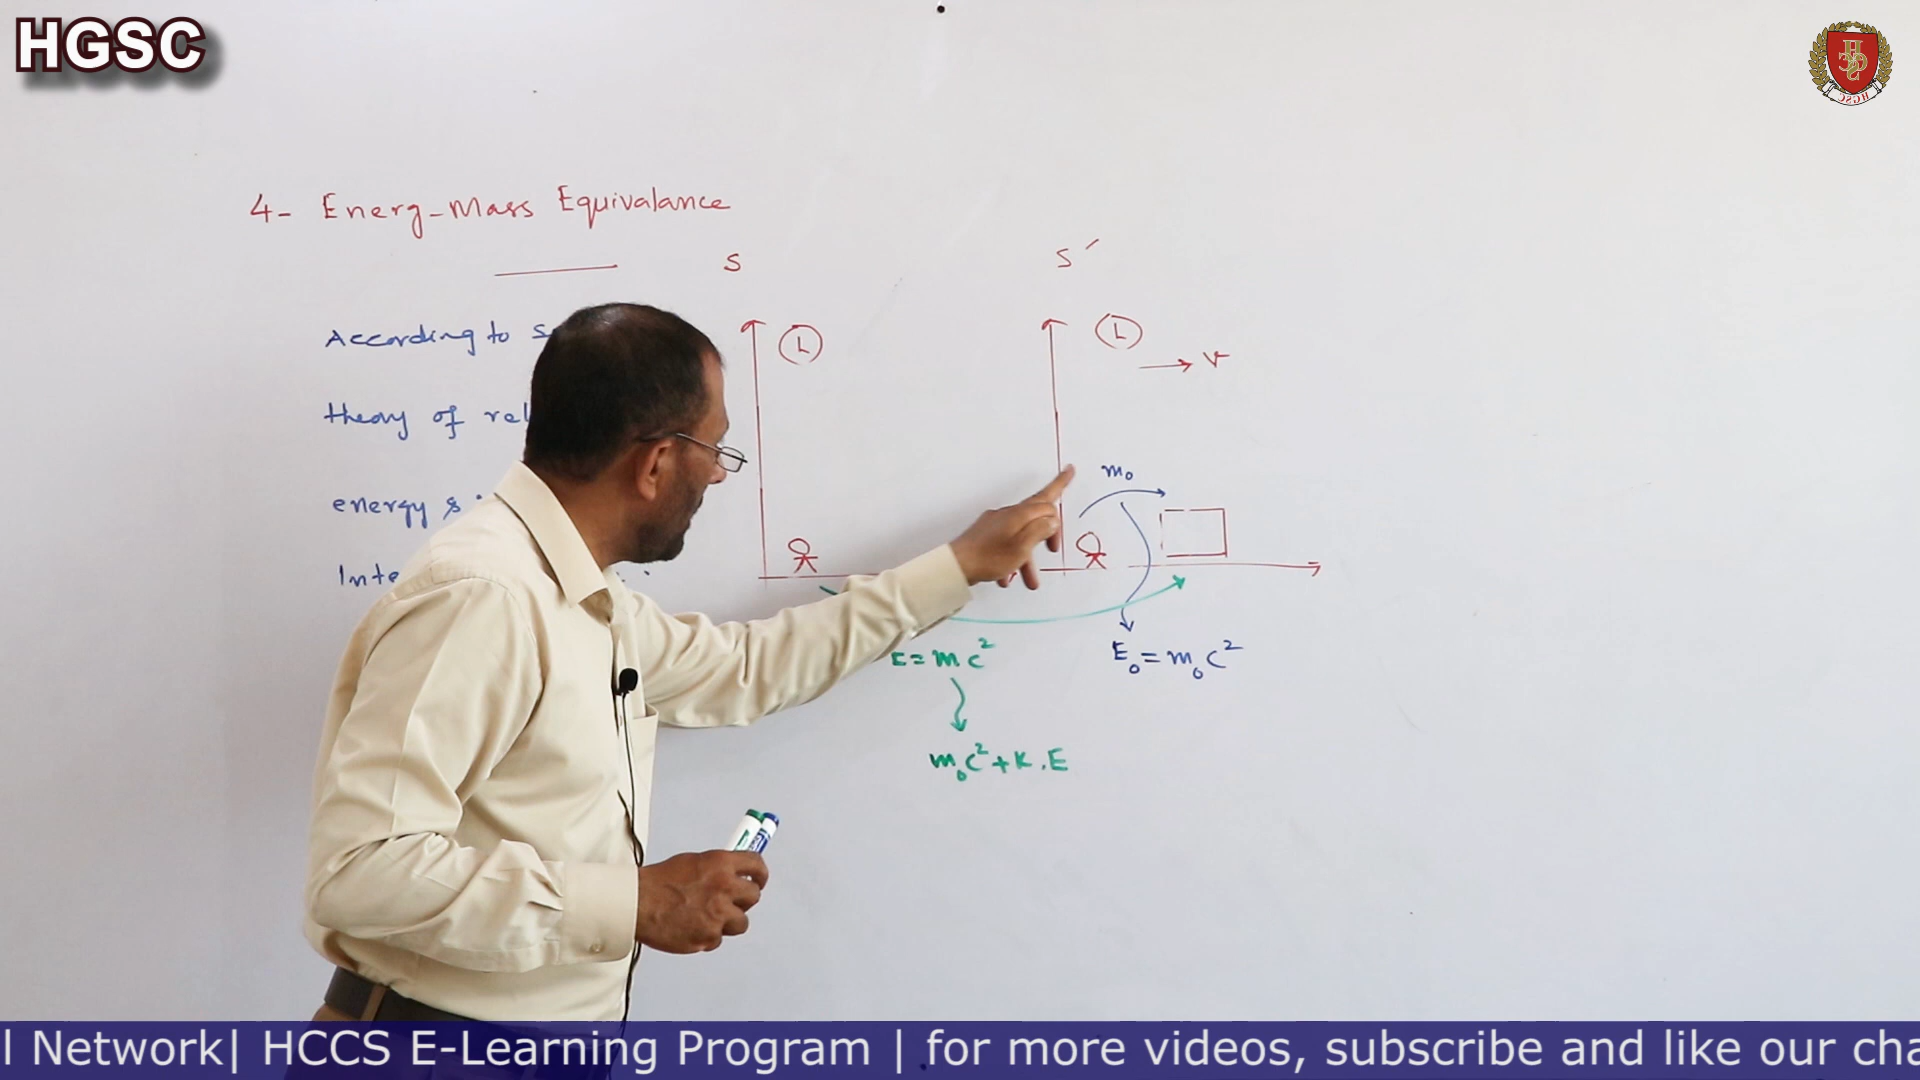 HGSC
HGSC
4- Energ-Mass Equivalance
S
S′
According to
L
L
v
theory of rel
m₀
energy &
Inte
E=mc²
E₀=m₀c²
m₀c²+K.E
l Network| HCCS E-Learning Program | for more videos, subscribe and like our cha